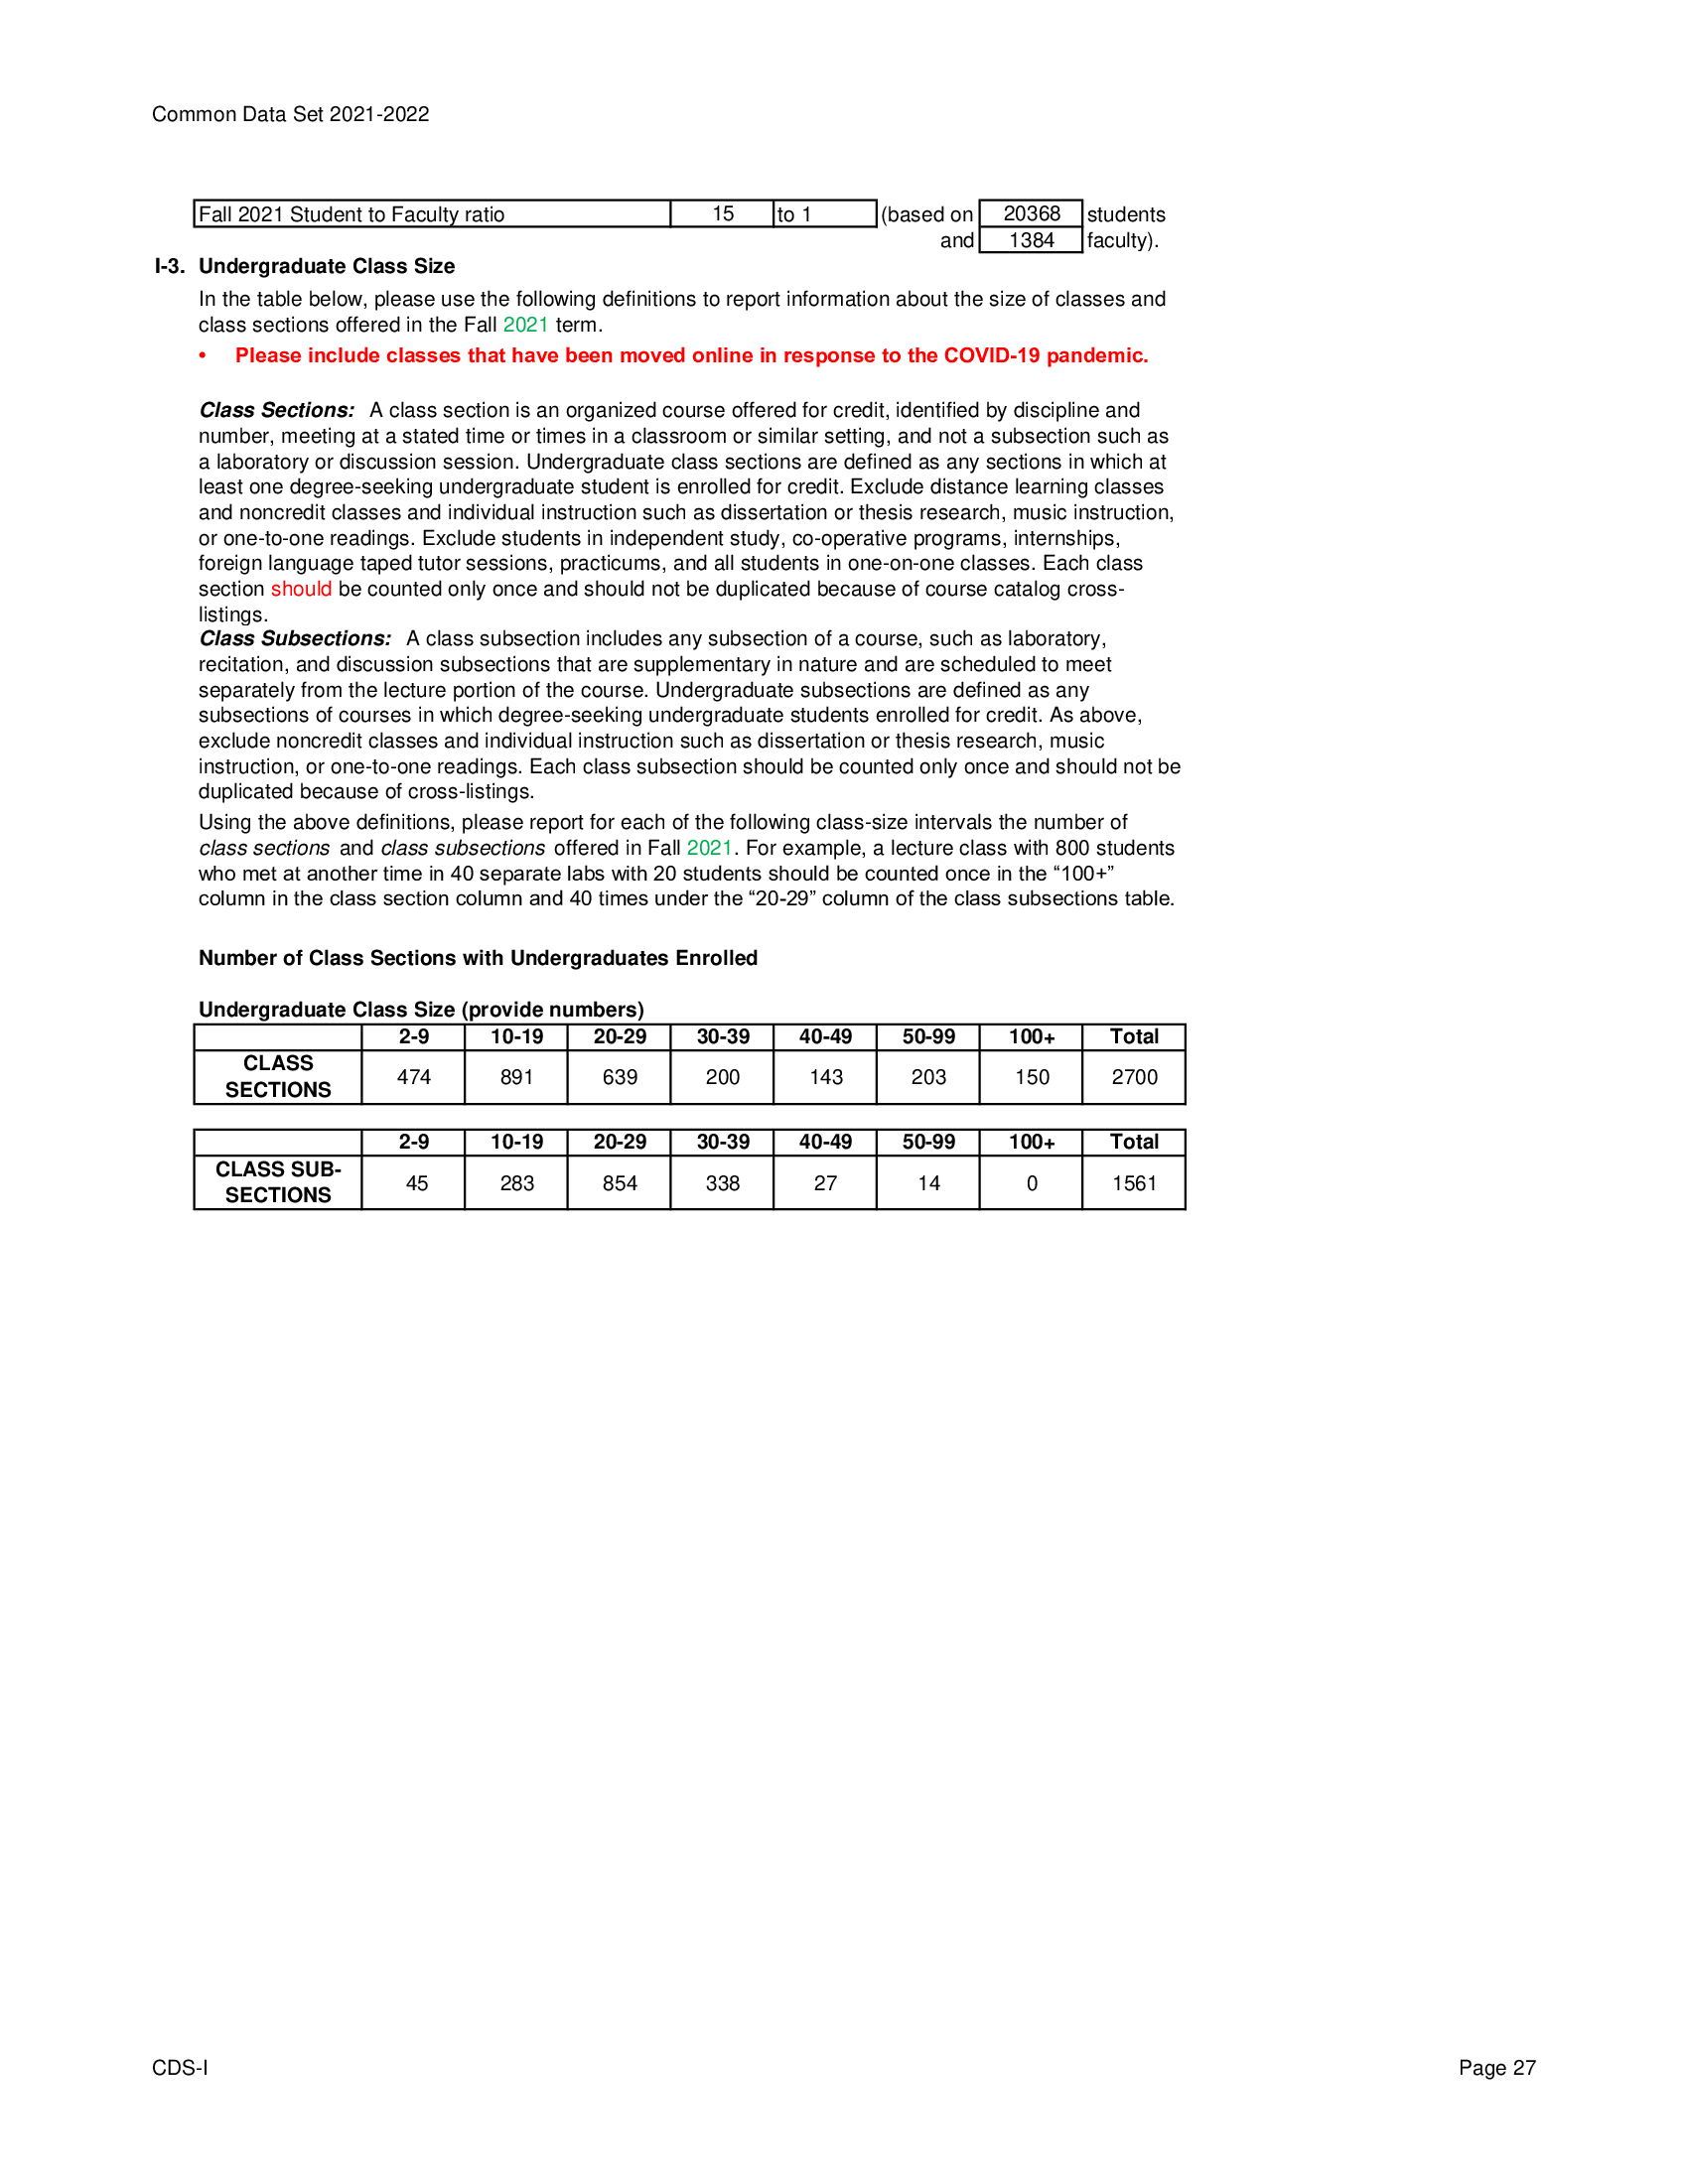 Common Data Set 2021-2022
Fall 2021 Student to Faculty ratio 15 to 1 (based on 20368 students
and 1384 faculty).
I-3. Undergraduate Class Size
In the table below, please use the following definitions to report information about the size of classes and
class sections offered in the Fall 2021 term.
• Please include classes that have been moved online in response to the COVID-19 pandemic.
Class Sections: A class section is an organized course offered for credit, identified by discipline and
number, meeting at a stated time or times in a classroom or similar setting, and not a subsection such as
a laboratory or discussion session. Undergraduate class sections are defined as any sections in which at
least one degree-seeking undergraduate student is enrolled for credit. Exclude distance learning classes
and noncredit classes and individual instruction such as dissertation or thesis research, music instruction,
or one-to-one readings. Exclude students in independent study, co-operative programs, internships,
foreign language taped tutor sessions, practicums, and all students in one-on-one classes. Each class
section should be counted only once and should not be duplicated because of course catalog cross-
listings.
Class Subsections: A class subsection includes any subsection of a course, such as laboratory,
recitation, and discussion subsections that are supplementary in nature and are scheduled to meet
separately from the lecture portion of the course. Undergraduate subsections are defined as any
subsections of courses in which degree-seeking undergraduate students enrolled for credit. As above,
exclude noncredit classes and individual instruction such as dissertation or thesis research, music
instruction, or one-to-one readings. Each class subsection should be counted only once and should not be
duplicated because of cross-listings.
Using the above definitions, please report for each of the following class-size intervals the number of
class sections and class subsections offered in Fall 2021. For example, a lecture class with 800 students
who met at another time in 40 separate labs with 20 students should be counted once in the “100+”
column in the class section column and 40 times under the “20-29” column of the class subsections table.
Number of Class Sections with Undergraduates Enrolled
Undergraduate Class Size (provide numbers)
2-9 10-19 20-29 30-39 40-49 50-99 100+ Total
CLASS
SECTIONS 474 891 639 200 143 203 150 2700
2-9 10-19 20-29 30-39 40-49 50-99 100+ Total
CLASS SUB-
SECTIONS 45 283 854 338 27 14 0 1561
CDS-I Page 27